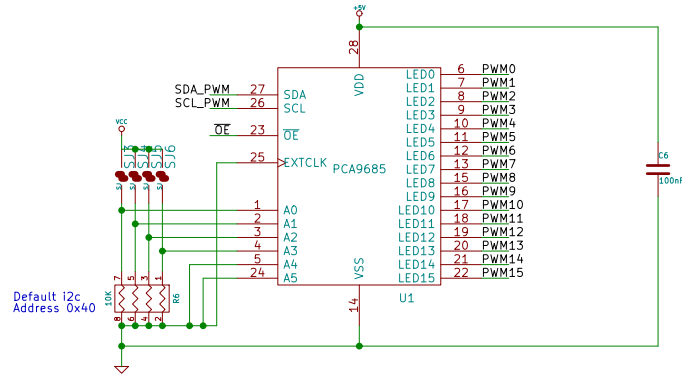 +5V
28
VDD
SDA_PWM 27 SDA
SCL_PWM 26 SCL
OE 23 OE
25 EXTCLK
PCA9685
VCC
SJ3
SJ4
SJ5
SJ6
SJ
SJ
SJ
SJ
1 A0
2 A1
3 A2
4 A3
5 A4
24 A5
LED0 6 PWM0
LED1 7 PWM1
LED2 8 PWM2
LED3 9 PWM3
LED4 10 PWM4
LED5 11 PWM5
LED6 12 PWM6
LED7 13 PWM7
LED8 15 PWM8
LED9 16 PWM9
LED10 17 PWM10
LED11 18 PWM11
LED12 19 PWM12
LED13 20 PWM13
LED14 21 PWM14
LED15 22 PWM15
C6
100nF
VSS
14
U1
7 5 3 1
10K
R6
8 6 4 2
Default i2c
Address 0x40